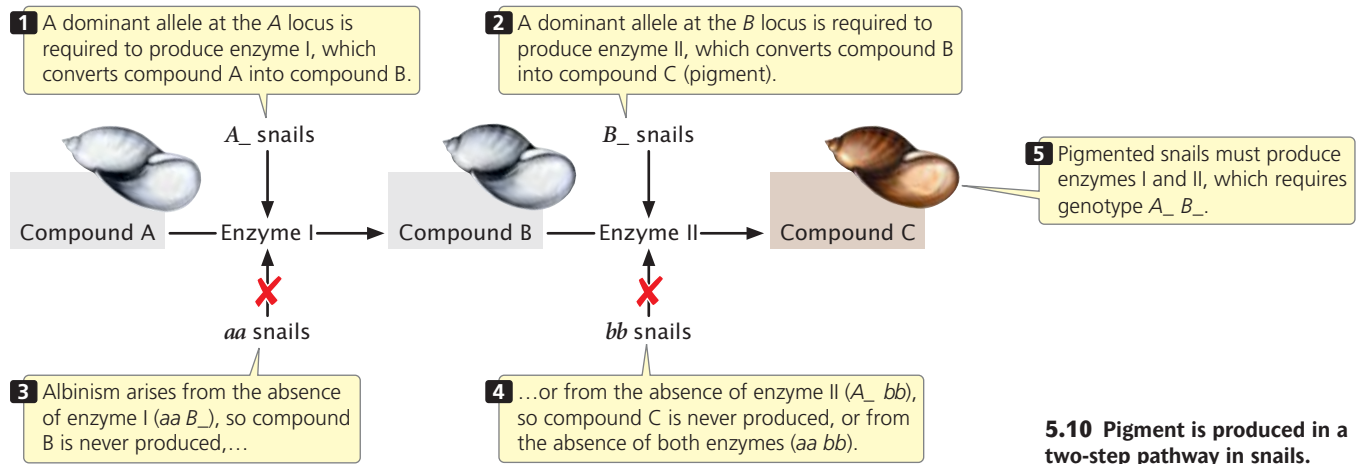 1 A dominant allele at the A locus is
required to produce enzyme I, which
converts compound A into compound B.
2 A dominant allele at the B locus is required to
produce enzyme II, which converts compound B
into compound C (pigment).
A_ snails
B_ snails
5 Pigmented snails must produce
enzymes I and II, which requires
genotype A_ B_.
Compound A
Enzyme I
Compound B
Enzyme II
Compound C
aa snails
bb snails
3 Albinism arises from the absence
of enzyme I (aa B_), so compound
B is never produced,…
4 …or from the absence of enzyme II (A_ bb),
so compound C is never produced, or from
the absence of both enzymes (aa bb).
5.10 Pigment is produced in a
two-step pathway in snails.